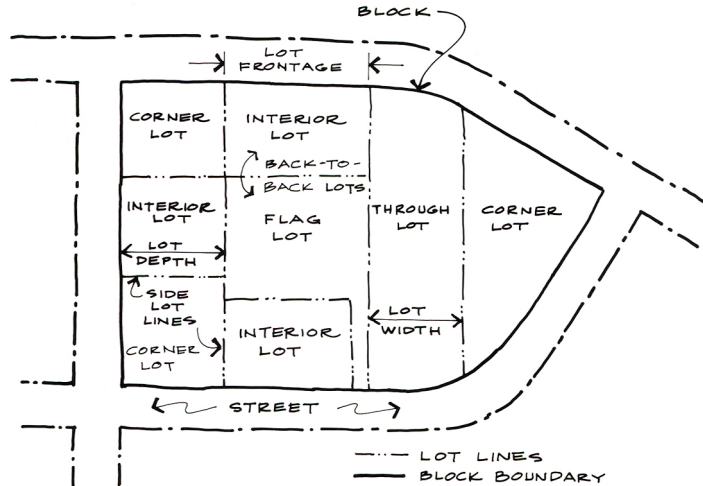 BLOCK
LOT
FRONTAGE
CORNER
LOT
INTERIOR
LOT
BACK-TO-
BACK LOTS
INTERIOR
LOT
FLAG
LOT
THROUGH
LOT
CORNER
LOT
LOT
DEPTH
SIDE
LOT
LINES
CORNER
LOT
INTERIOR
LOT
LOT
WIDTH
STREET
LOT LINES
BLOCK BOUNDARY